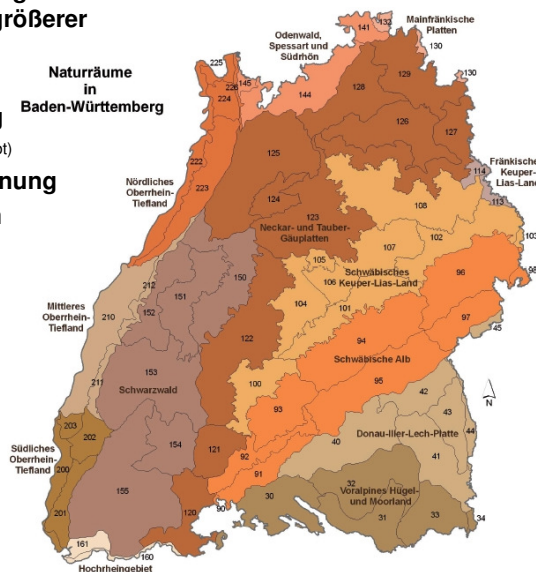 g
größerer
Naturräume
in
Baden-Württemberg
g
ot)
nung
n
Odenwald,
Spessart und
Südrhön
Mainfränkische
Platten
Fränkisches
Keuper-
Lias-Land
Nördliches
Oberrhein-
Tiefland
Neckar- und Tauber-
Gäuplatten
Schwäbisches
Keuper-Lias-Land
Mittleres
Oberrhein-
Tiefland
Schwarzwald
Schwäbische Alb
Donau-Iller-Lech-Platte
Südliches
Oberrhein-
Tiefland
Voralpines Hügel-
und Moorland
Hochrheingebiet
N
141
132
130
130
225
226
145
224
144
128
129
126
127
222
125
223
124
123
114
113
108
103
102
107
98
105
106
104
101
96
97
45
150
212
151
152
210
122
94
95
153
211
100
93
42
43
44
41
40
203
202
200
201
154
121
92
91
155
120
90
30
32
31
33
34
161
160